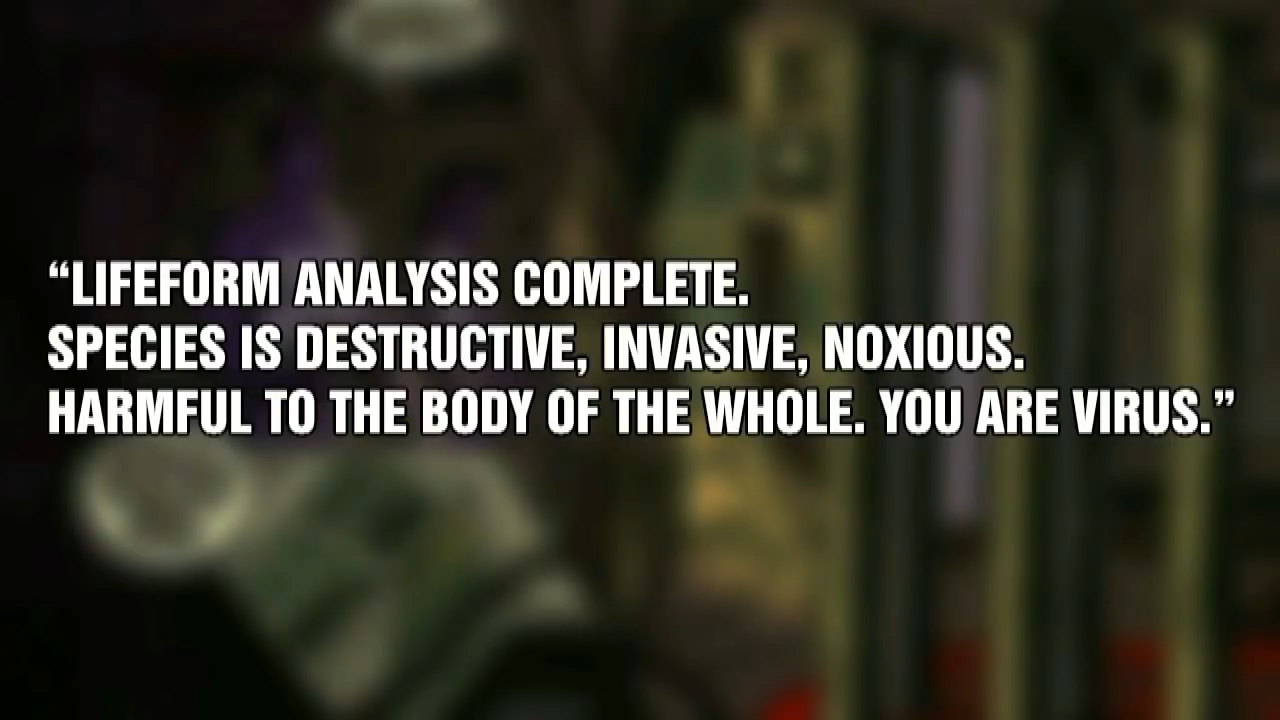 “LIFEFORM ANALYSIS COMPLETE.
SPECIES IS DESTRUCTIVE, INVASIVE, NOXIOUS.
HARMFUL TO THE BODY OF THE WHOLE. YOU ARE VIRUS.”